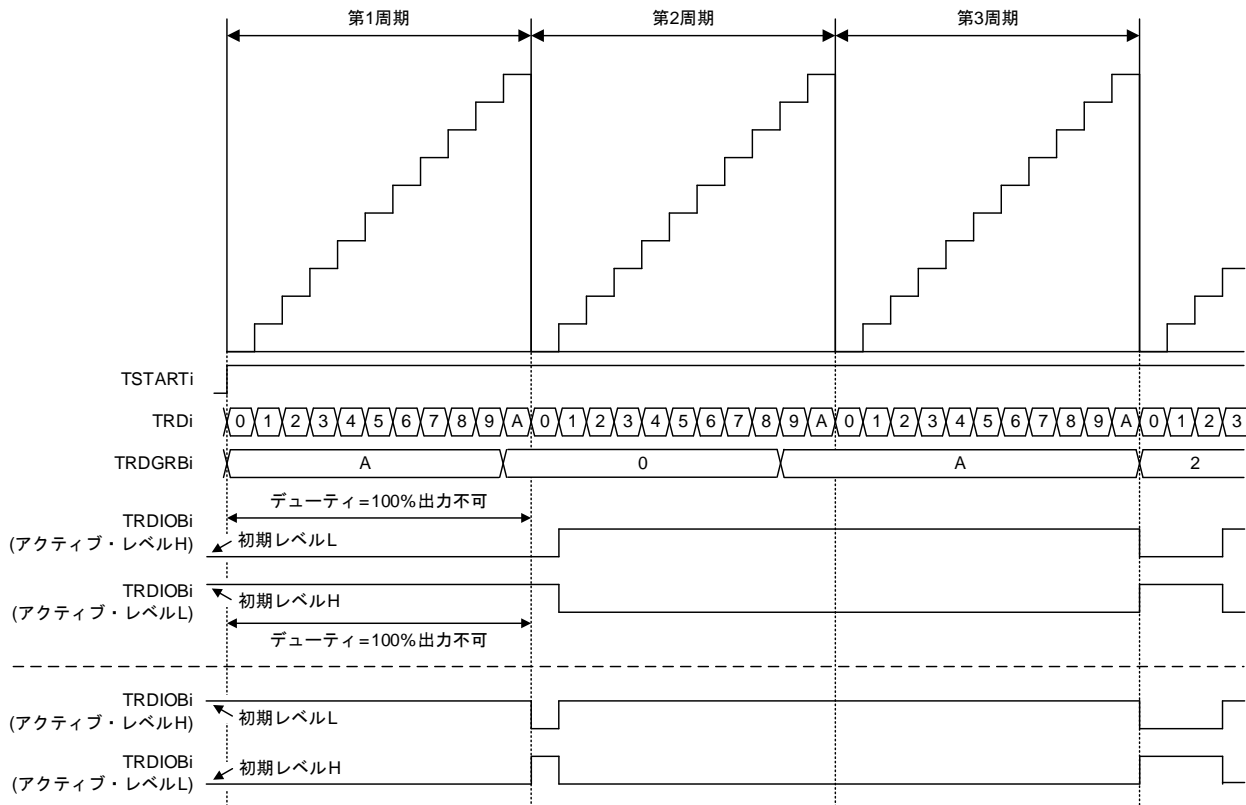 第1周期 第2周期 第3周期
TSTARTi
TRDi 0 1 2 3 4 5 6 7 8 9 A 0 1 2 3 4 5 6 7 8 9 A 0 1 2 3 4 5 6 7 8 9 A 0 1 2 3
TRDGRBi A 0 A 2
デューティ=100%出力不可
TRDIOBi
(アクティブ・レベルH)
初期レベルL
TRDIOBi
(アクティブ・レベルL)
初期レベルH
デューティ=100%出力不可
TRDIOBi
(アクティブ・レベルH)
初期レベルL
TRDIOBi
(アクティブ・レベルL)
初期レベルH